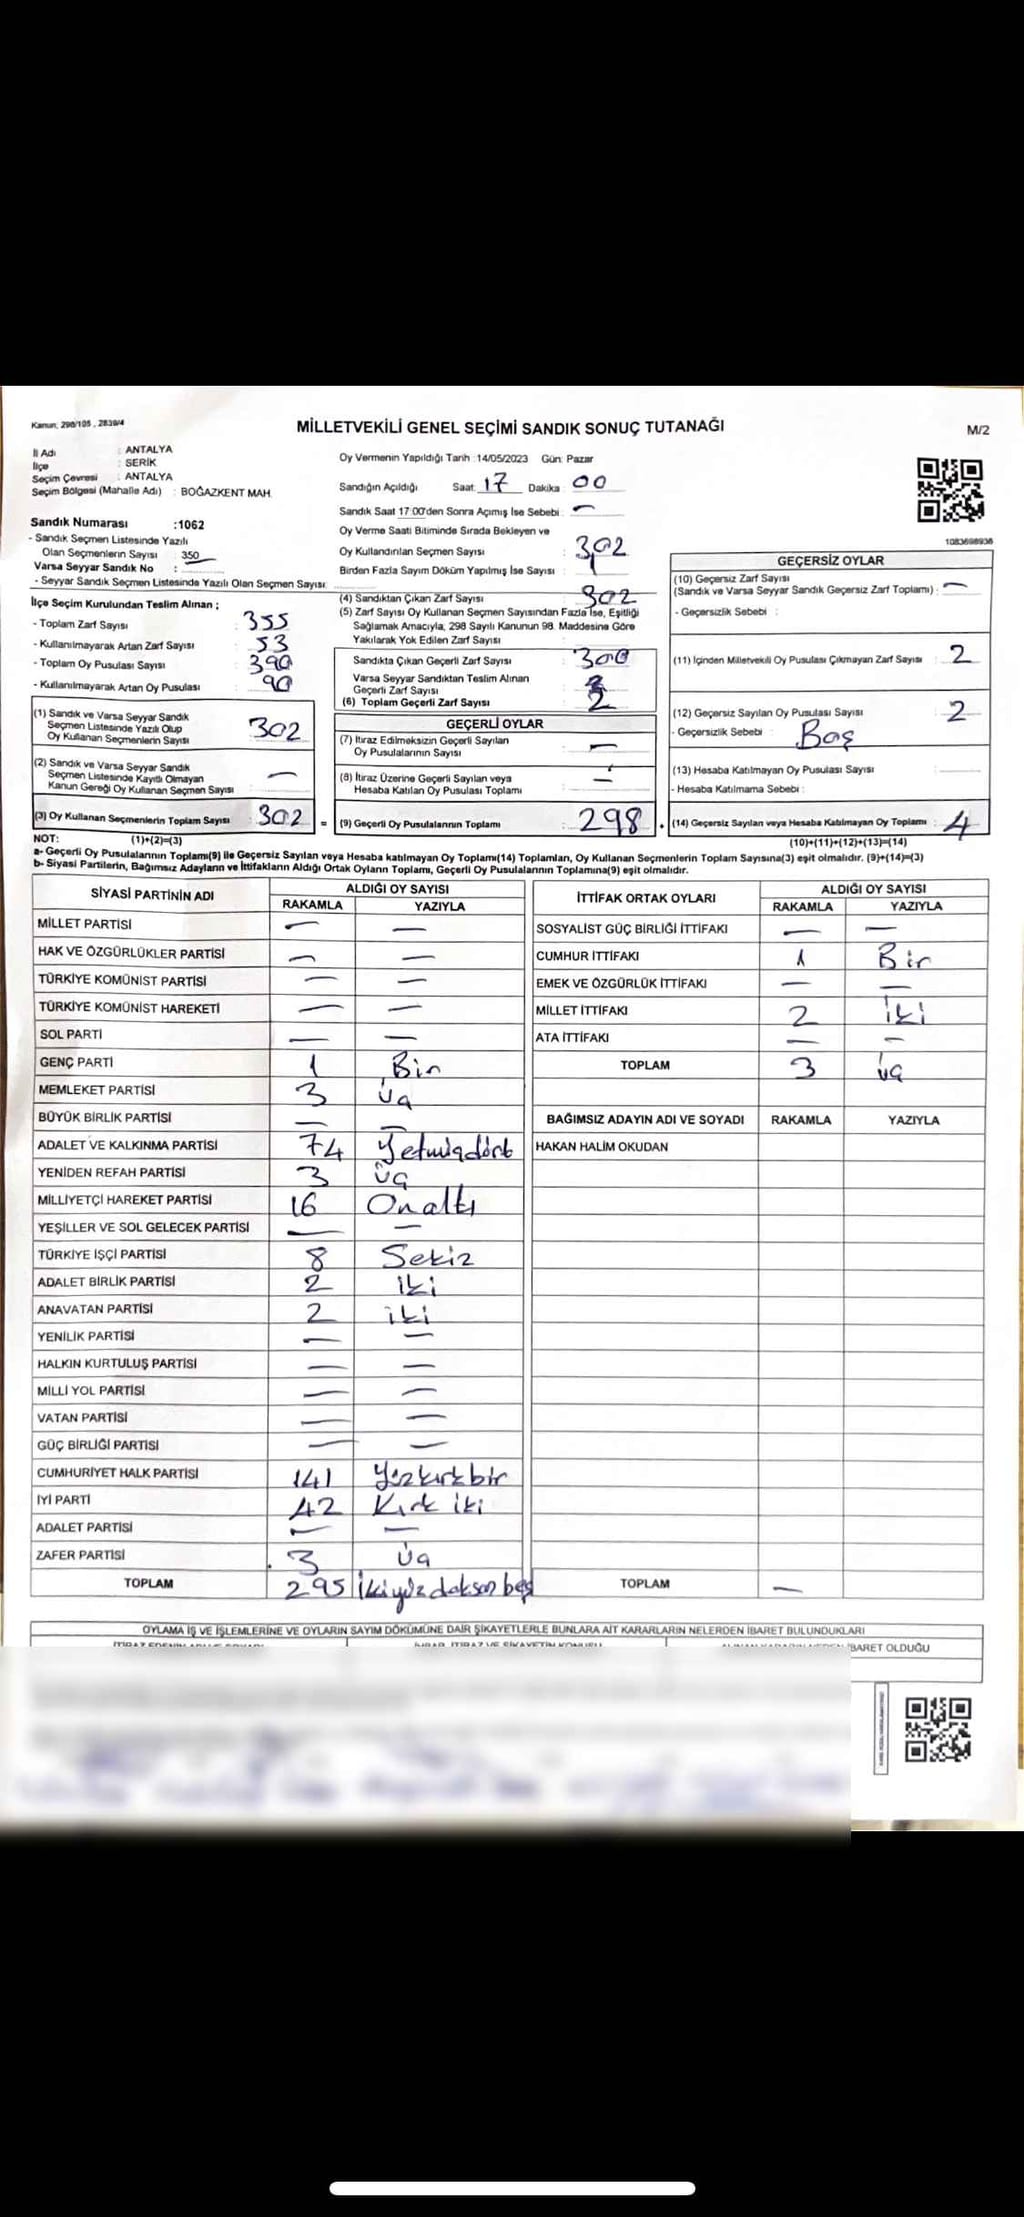 Kanun; 298/105 , 2839/4
MİLLETVEKİLİ GENEL SEÇİMİ SANDIK SONUÇ TUTANAĞI
M/2
İl Adı : ANTALYA
İlçe : SERİK
Seçim Çevresi : ANTALYA
Seçim Bölgesi (Mahalle Adı) : BOĞAZKENT MAH.
Sandık Numarası :1062
- Sandık Seçmen Listesinde Yazılı
Olan Seçmenlerin Sayısı : 350
Varsa Seyyar Sandık No :
- Seyyar Sandık Seçmen Listesinde Yazılı Olan Seçmen Sayısı:
İlçe Seçim Kurulundan Teslim Alınan ;
- Toplam Zarf Sayısı : 355
- Kullanılmayarak Artan Zarf Sayısı : 53
- Toplam Oy Pusulası Sayısı : 390
- Kullanılmayarak Artan Oy Pusulası : 90
(1) Sandık ve Varsa Seyyar Sandık
Seçmen Listesinde Yazılı Olup
Oy Kullanan Seçmenlerin Sayısı 302
(2) Sandık ve Varsa Seyyar Sandık
Seçmen Listesinde Kayıtlı Olmayan
Kanun Gereği Oy Kullanan Seçmen Sayısı —
(3) Oy Kullanan Seçmenlerin Toplam Sayısı : 302 =
Oy Vermenin Yapıldığı Tarih :14/05/2023 Gün: Pazar
Sandığın Açıldığı Saat: 17 Dakika : 00
Sandık Saat 17:00'den Sonra Açımış İse Sebebi : —
Oy Verme Saati Bitiminde Sırada Bekleyen ve
Oy Kullandırılan Seçmen Sayısı : 302
Birden Fazla Sayım Döküm Yapılmış İse Sayısı : 1
(4) Sandıktan Çıkan Zarf Sayısı : 302
(5) Zarf Sayısı Oy Kullanan Seçmen Sayısından Fazla İse, Eşitliği
Sağlamak Amacıyla, 298 Sayılı Kanunun 98. Maddesine Göre
Yakılarak Yok Edilen Zarf Sayısı :
Sandıkta Çıkan Geçerli Zarf Sayısı : 300
Varsa Seyyar Sandıktan Teslim Alınan
Geçerli Zarf Sayısı
(6) Toplam Geçerli Zarf Sayısı : 2
GEÇERLİ OYLAR
(7) İtiraz Edilmeksizin Geçerli Sayılan
Oy Pusulalarının Sayısı : —
(8) İtiraz Üzerine Geçerli Sayılan veya
Hesaba Katılan Oy Pusulası Toplamı : —
(9) Geçerli Oy Pusulalarının Toplamı : 298 +
1083698936
GEÇERSİZ OYLAR
(10) Geçersiz Zarf Sayısı
(Sandık ve Varsa Seyyar Sandık Geçersiz Zarf Toplamı) : —
- Geçersizlik Sebebi :
(11) İçinden Milletvekili Oy Pusulası Çıkmayan Zarf Sayısı : 2
(12) Geçersiz Sayılan Oy Pusulası Sayısı : 2
- Geçersizlik Sebebi : Boş
(13) Hesaba Katılmayan Oy Pusulası Sayısı :
- Hesaba Katılmama Sebebi :
(14) Geçersiz Sayılan veya Hesaba Katılmayan Oy Toplamı : 4
NOT: (1)+(2)=(3)
(10)+(11)+(12)+(13)=(14)
a- Geçerli Oy Pusulalarının Toplamı(9) ile Geçersiz Sayılan veya Hesaba katılmayan Oy Toplamı(14) Toplamları, Oy Kullanan Seçmenlerin Toplam Sayısına(3) eşit olmalıdır. (9)+(14)=(3)
b- Siyasi Partilerin, Bağımsız Adayların ve İttifakların Aldığı Ortak Oyların Toplamı, Geçerli Oy Pusulalarının Toplamına(9) eşit olmalıdır.
SİYASİ PARTİNİN ADI ALDIĞI OY SAYISI
RAKAMLA YAZIYLA
MİLLET PARTİSİ — —
HAK VE ÖZGÜRLÜKLER PARTİSİ — —
TÜRKİYE KOMÜNİST PARTİSİ — —
TÜRKİYE KOMÜNİST HAREKETİ — —
SOL PARTİ — —
GENÇ PARTİ 1 Bir
MEMLEKET PARTİSİ 3 üç
BÜYÜK BİRLİK PARTİSİ — —
ADALET VE KALKINMA PARTİSİ 74 Yetmişdört
YENİDEN REFAH PARTİSİ 3 üç
MİLLİYETÇİ HAREKET PARTİSİ 16 Onaltı
YEŞİLLER VE SOL GELECEK PARTİSİ — —
TÜRKİYE İŞÇİ PARTİSİ 8 Sekiz
ADALET BİRLİK PARTİSİ 2 iki
ANAVATAN PARTİSİ 2 iki
YENİLİK PARTİSİ — —
HALKIN KURTULUŞ PARTİSİ — —
MİLLİ YOL PARTİSİ — —
VATAN PARTİSİ — —
GÜÇ BİRLİĞİ PARTİSİ — —
CUMHURİYET HALK PARTİSİ 141 Yüzkırkbir
İYİ PARTİ 42 Kırk iki
ADALET PARTİSİ — —
ZAFER PARTİSİ 3 üç
TOPLAM 295 İkiyüzdoksanbeş
İTTİFAK ORTAK OYLARI ALDIĞI OY SAYISI
RAKAMLA YAZIYLA
SOSYALİST GÜÇ BİRLİĞİ İTTİFAKI — —
CUMHUR İTTİFAKI 1 Bir
EMEK VE ÖZGÜRLÜK İTTİFAKI — —
MİLLET İTTİFAKI 2 iki
ATA İTTİFAKI — —
TOPLAM 3 üç
BAĞIMSIZ ADAYIN ADI VE SOYADI RAKAMLA YAZIYLA
HAKAN HALİM OKUDAN
TOPLAM —
OYLAMA İŞ VE İŞLEMLERİNE VE OYLARIN SAYIM DÖKÜMÜNE DAİR ŞİKAYETLERLE BUNLARA AİT KARARLARIN NELERDEN İBARET BULUNDUKLARI
İBARET OLDUĞU